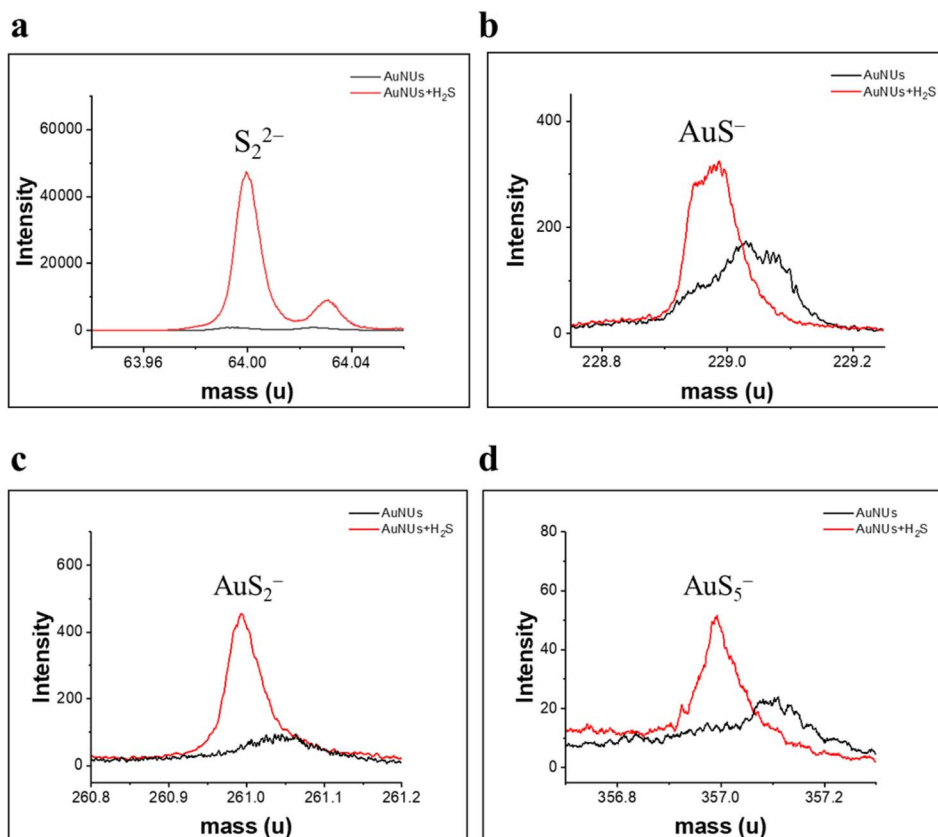 a
AuNUs
AuNUs+H₂S
S₂²⁻
60000
40000
20000
0
Intensity
63.96
64.00
64.04
mass (u)
b
AuNUs
AuNUs+H₂S
AuS⁻
400
200
0
Intensity
228.8
229.0
229.2
mass (u)
c
AuNUs
AuNUs+H₂S
AuS₂⁻
600
400
200
0
Intensity
260.8
260.9
261.0
261.1
261.2
mass (u)
d
AuNUs
AuNUs+H₂S
AuS₅⁻
80
60
40
20
0
Intensity
356.8
357.0
357.2
mass (u)